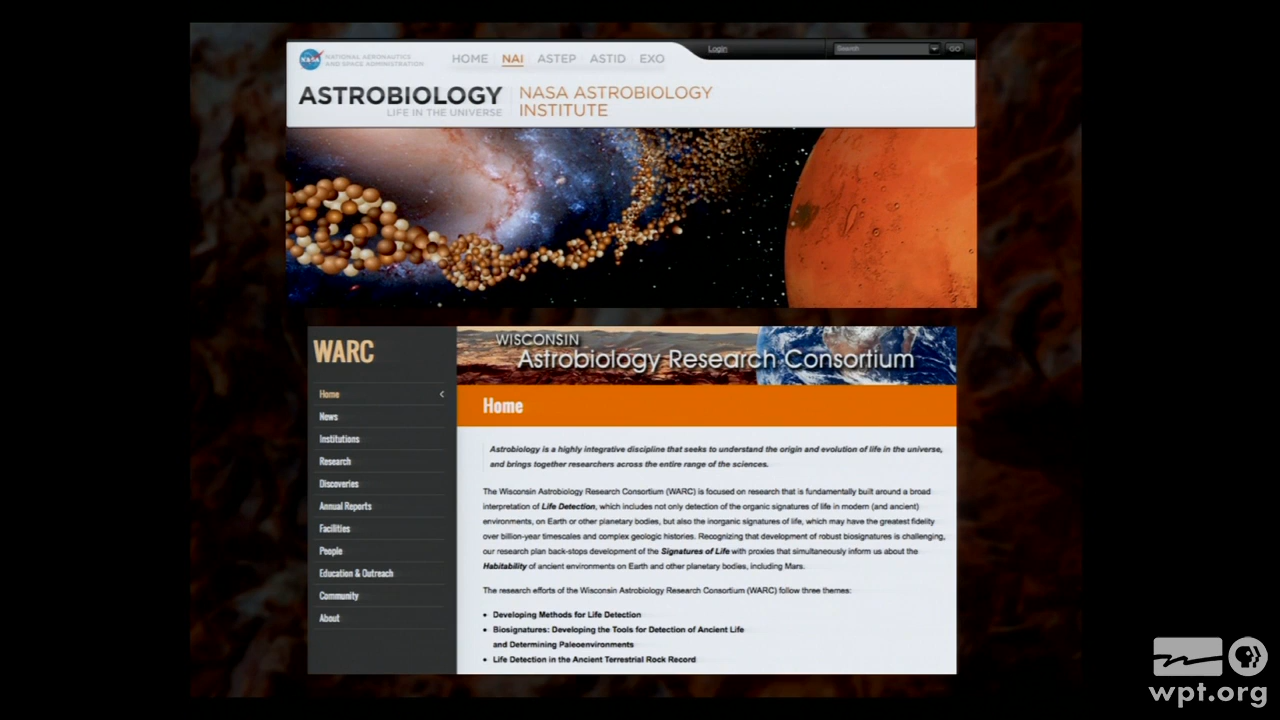 NASA
NATIONAL AERONAUTICS
AND SPACE ADMINISTRATION
HOME NAI ASTEP ASTID EXO
Login
Search
GO
ASTROBIOLOGY
LIFE IN THE UNIVERSE
NASA ASTROBIOLOGY
INSTITUTE
WARC
Home
News
Institutions
Research
Discoveries
Annual Reports
Facilities
People
Education & Outreach
Community
About
WISCONSIN
Astrobiology Research Consortium
Home
Astrobiology is a highly integrative discipline that seeks to understand the origin and evolution of life in the universe,
and brings together researchers across the entire range of the sciences.
The Wisconsin Astrobiology Research Consortium (WARC) is focused on research that is fundamentally built around a broad
interpretation of Life Detection, which includes not only detection of the organic signatures of life in modern (and ancient)
environments, on Earth or other planetary bodies, but also the inorganic signatures of life, which may have the greatest fidelity
over billion-year timescales and complex geologic histories. Recognizing that development of robust biosignatures is challenging,
our research plan back-stops development of the Signatures of Life with proxies that simultaneously inform us about the
Habitability of ancient environments on Earth and other planetary bodies, including Mars.
The research efforts of the Wisconsin Astrobiology Research Consortium (WARC) follow three themes:
• Developing Methods for Life Detection
• Biosignatures: Developing the Tools for Detection of Ancient Life
and Determining Paleoenvironments
• Life Detection in the Ancient Terrestrial Rock Record
wpt.org